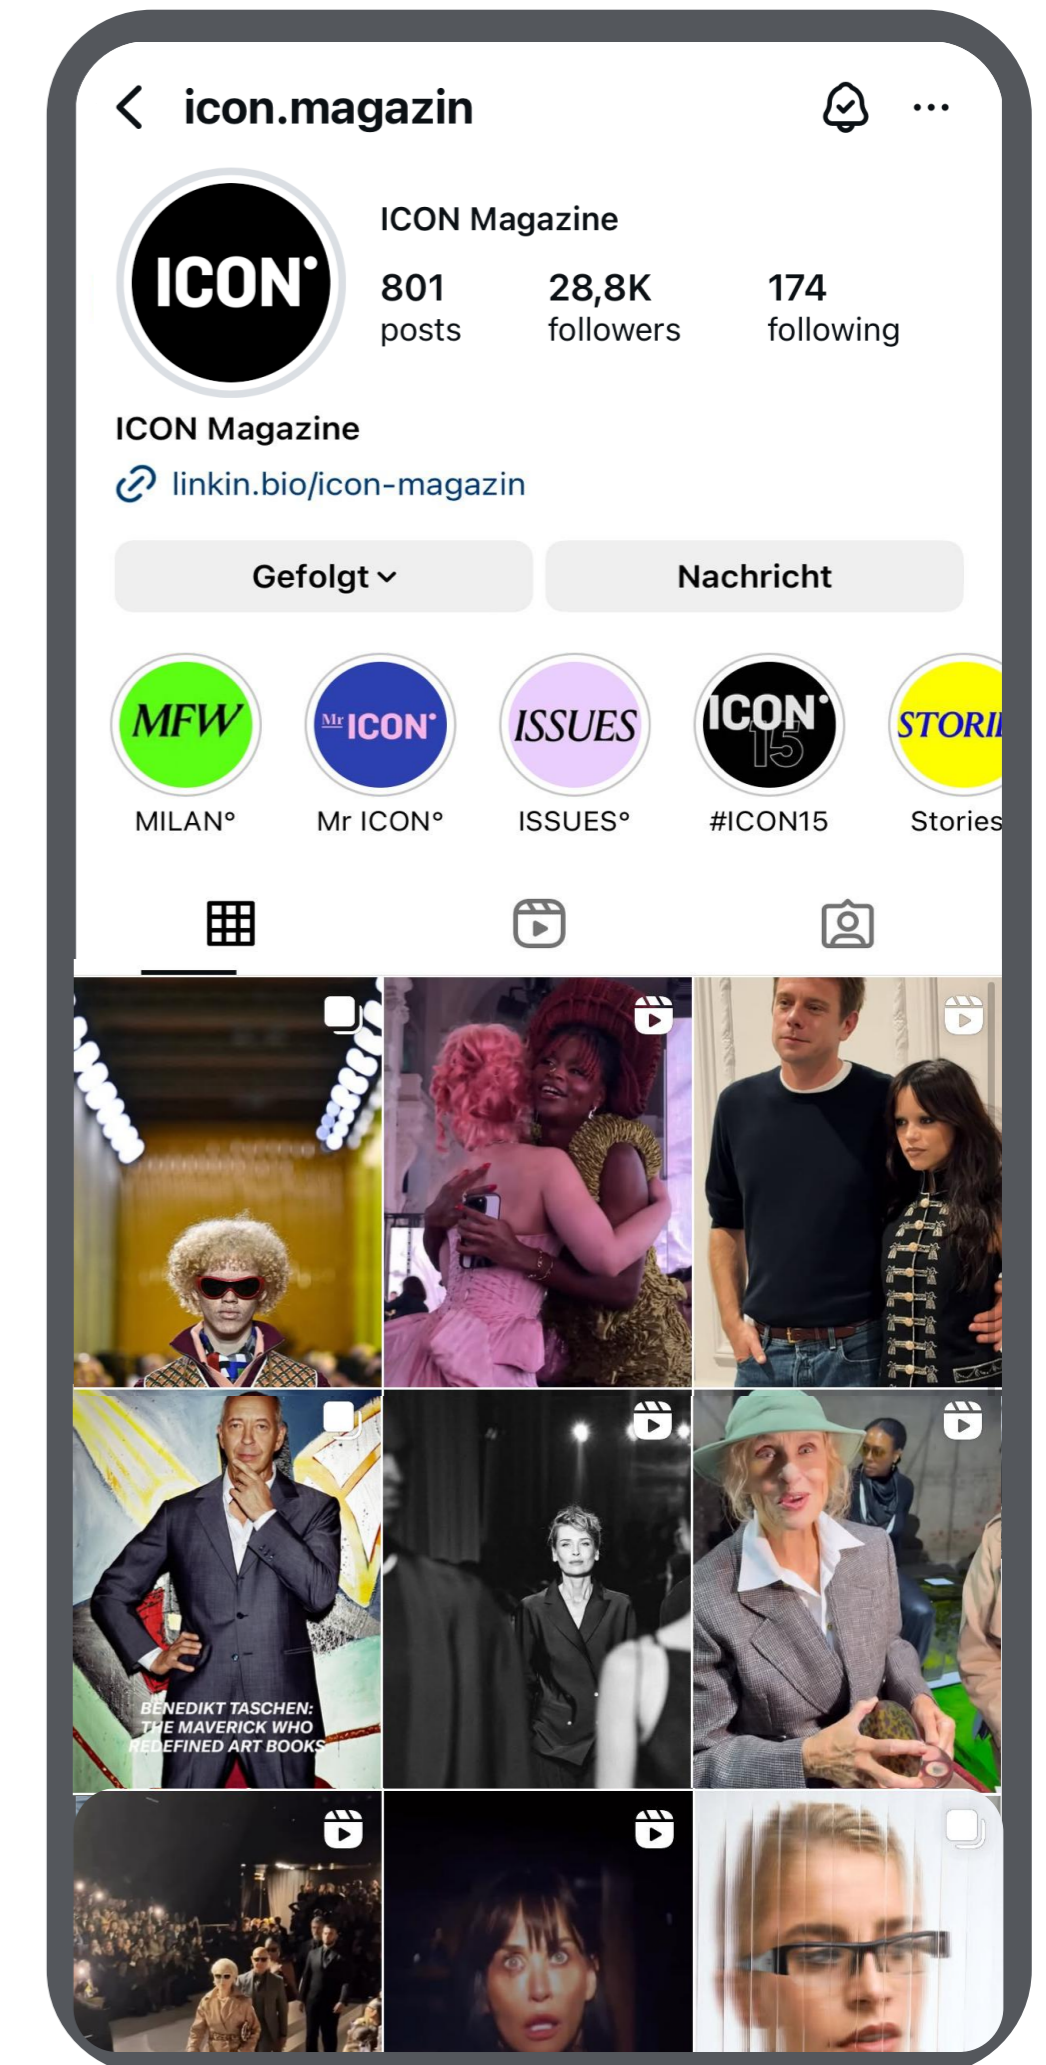 icon.magazin
ICON°
ICON Magazine
801 28,8K 174
posts followers following
ICON Magazine
linkin.bio/icon-magazin
Gefolgt Nachricht
MFW Mr ICON° ISSUES ICON° 15 STORIE
MILAN° Mr ICON° ISSUES° #ICON15 Stories
BENEDIKT TASCHEN:
THE MAVERICK WHO
REDEFINED ART BOOKS